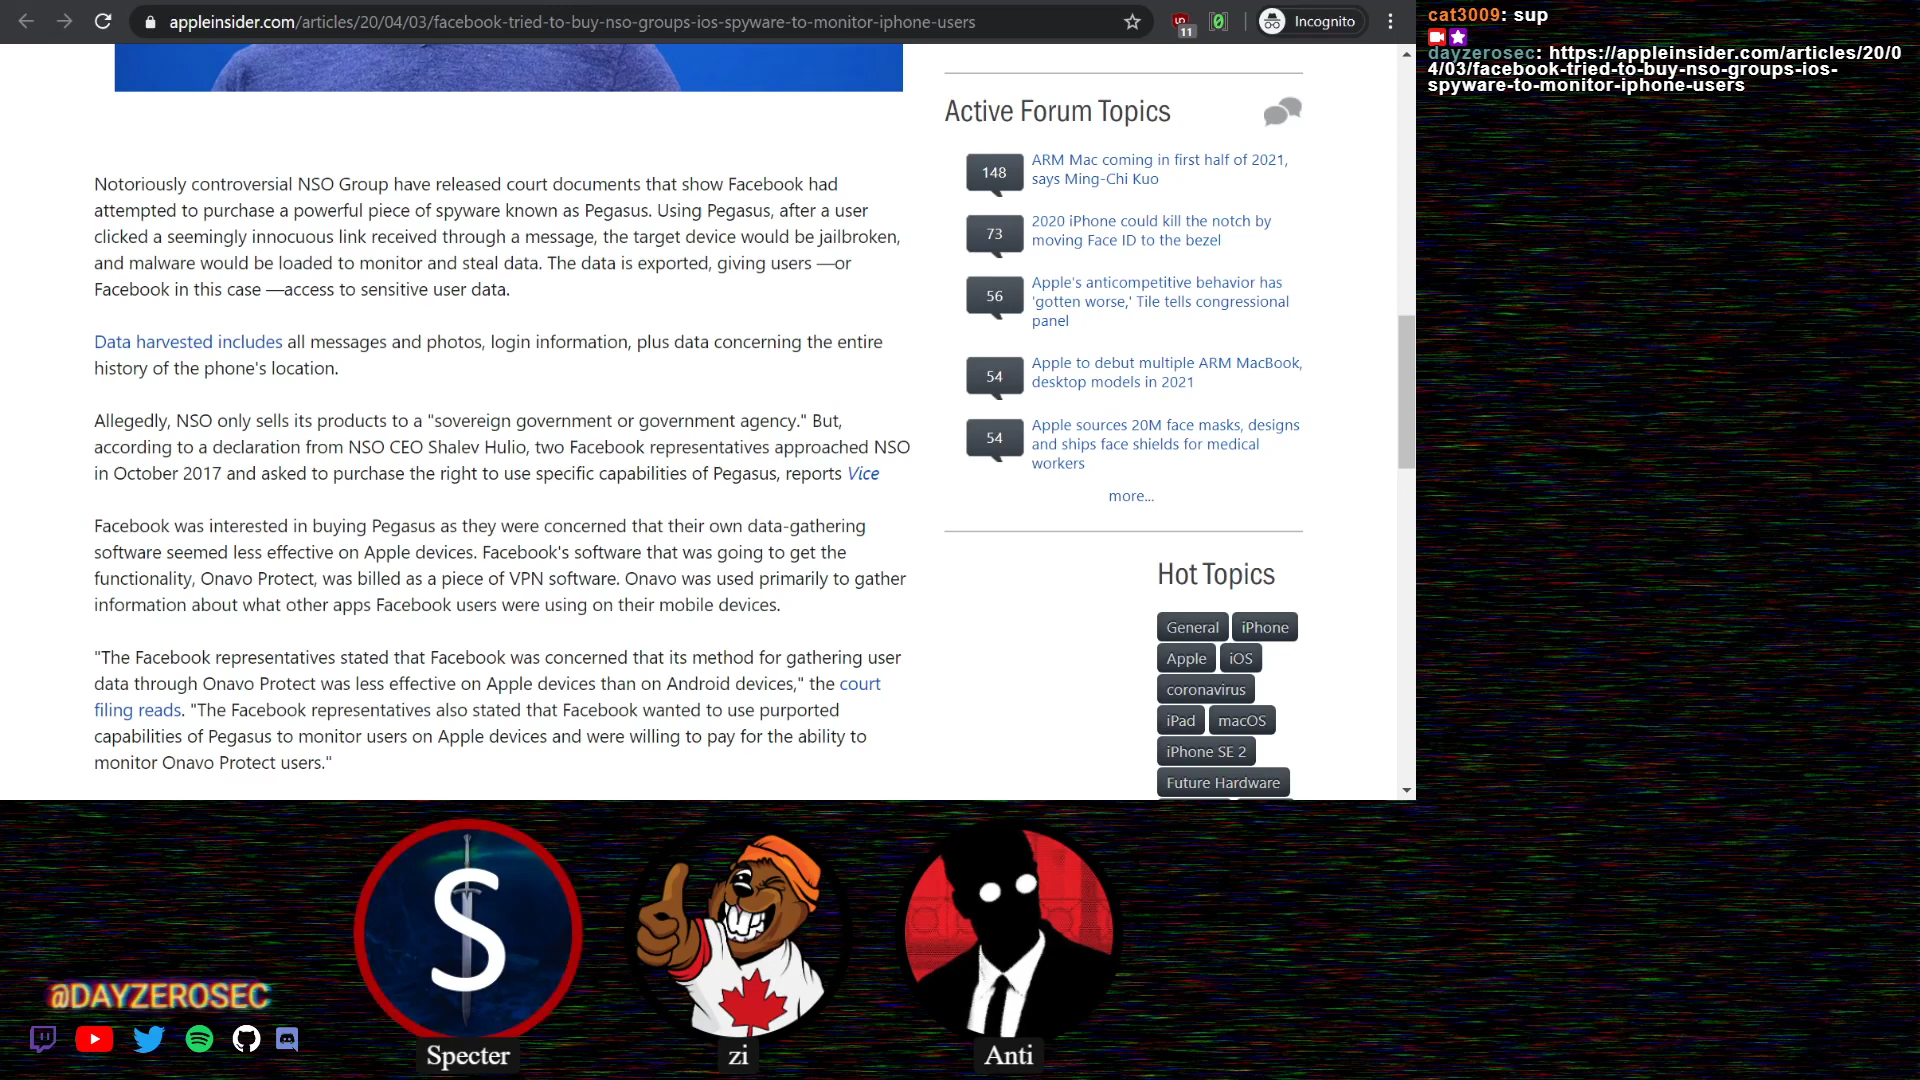 appleinsider.com/articles/20/04/03/facebook-tried-to-buy-nso-groups-ios-spyware-to-monitor-iphone-users
11
Incognito
Notoriously controversial NSO Group have released court documents that show Facebook had
attempted to purchase a powerful piece of spyware known as Pegasus. Using Pegasus, after a user
clicked a seemingly innocuous link received through a message, the target device would be jailbroken,
and malware would be loaded to monitor and steal data. The data is exported, giving users —or
Facebook in this case —access to sensitive user data.
Data harvested includes all messages and photos, login information, plus data concerning the entire
history of the phone's location.
Allegedly, NSO only sells its products to a "sovereign government or government agency." But,
according to a declaration from NSO CEO Shalev Hulio, two Facebook representatives approached NSO
in October 2017 and asked to purchase the right to use specific capabilities of Pegasus, reports Vice
Facebook was interested in buying Pegasus as they were concerned that their own data-gathering
software seemed less effective on Apple devices. Facebook's software that was going to get the
functionality, Onavo Protect, was billed as a piece of VPN software. Onavo was used primarily to gather
information about what other apps Facebook users were using on their mobile devices.
"The Facebook representatives stated that Facebook was concerned that its method for gathering user
data through Onavo Protect was less effective on Apple devices than on Android devices," the court
filing reads. "The Facebook representatives also stated that Facebook wanted to use purported
capabilities of Pegasus to monitor users on Apple devices and were willing to pay for the ability to
monitor Onavo Protect users."
Active Forum Topics
148
ARM Mac coming in first half of 2021,
says Ming-Chi Kuo
73
2020 iPhone could kill the notch by
moving Face ID to the bezel
56
Apple's anticompetitive behavior has
'gotten worse,' Tile tells congressional
panel
54
Apple to debut multiple ARM MacBook,
desktop models in 2021
54
Apple sources 20M face masks, designs
and ships face shields for medical
workers
more...
Hot Topics
General iPhone
Apple iOS
coronavirus
iPad macOS
iPhone SE 2
Future Hardware
cat3009: sup
dayzerosec: https://appleinsider.com/articles/20/0
4/03/facebook-tried-to-buy-nso-groups-ios-
spyware-to-monitor-iphone-users
@DAYZEROSEC
S
Specter
zi
Anti